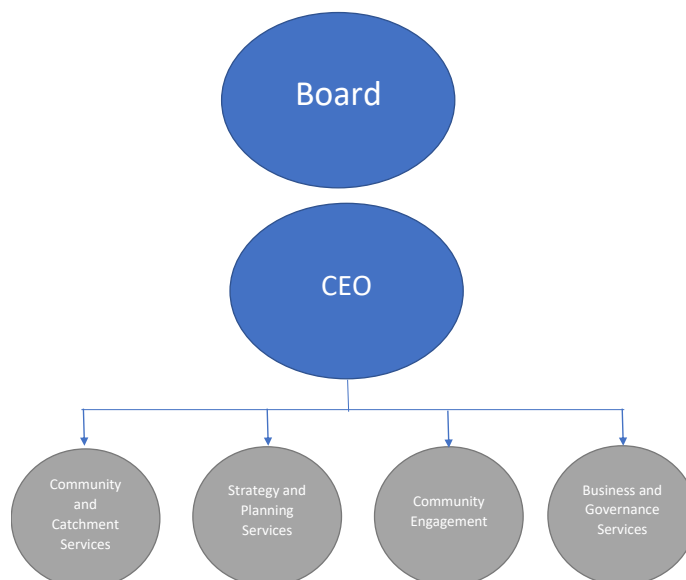 Board
CEO
Community
and
Catchment
Services
Strategy and
Planning
Services
Community
Engagement
Business and
Governance
Services